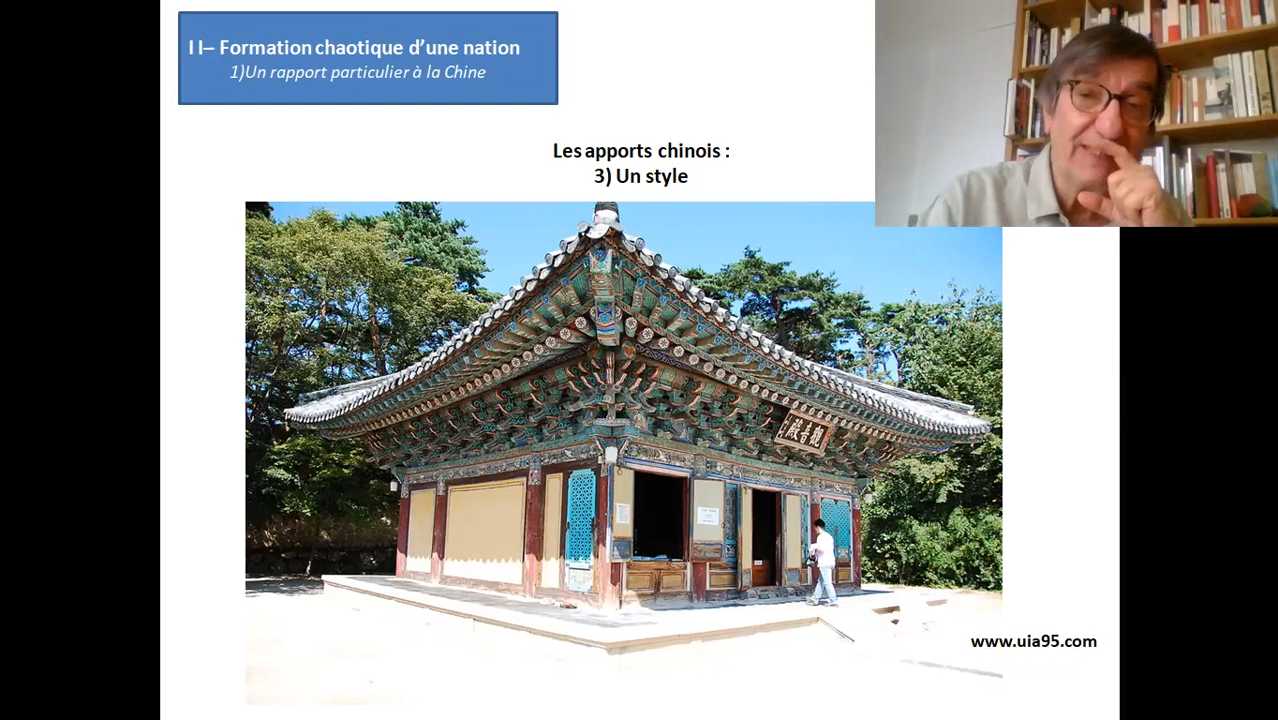 I I– Formation chaotique d’une nation
1)Un rapport particulier à la Chine
Les apports chinois :
3) Un style
觀音殿
www.uia95.com